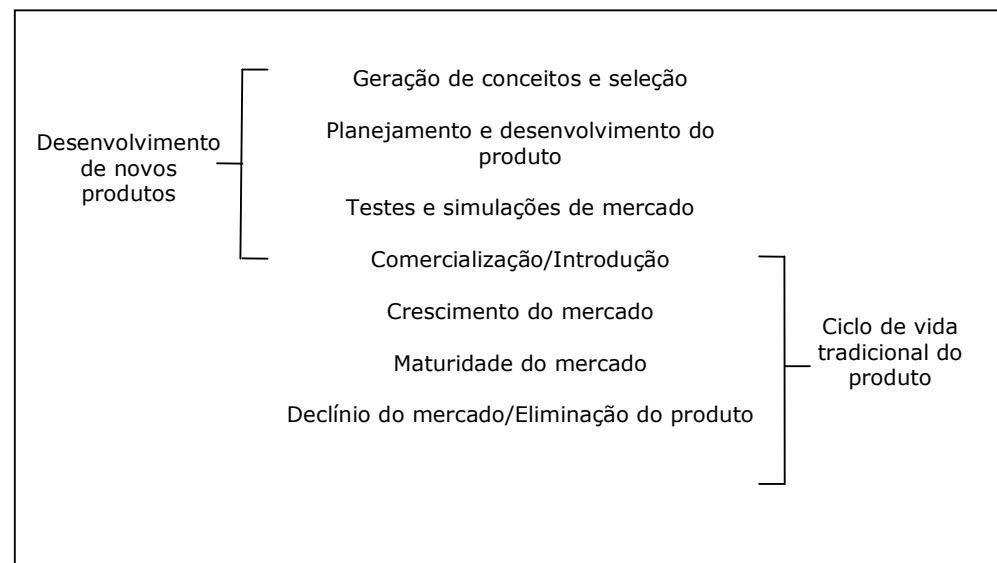 Geração de conceitos e seleção
Desenvolvimento
de novos
produtos
Planejamento e desenvolvimento do
produto
Testes e simulações de mercado
Comercialização/Introdução
Crescimento do mercado
Maturidade do mercado
Declínio do mercado/Eliminação do produto
Ciclo de vida
tradicional do
produto